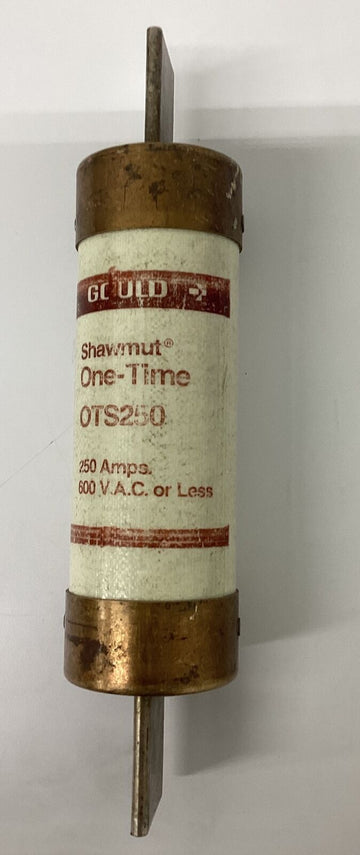 GOULD
Shawmut®
One-Time
OTS250
250 Amps.
600 V.A.C. or Less